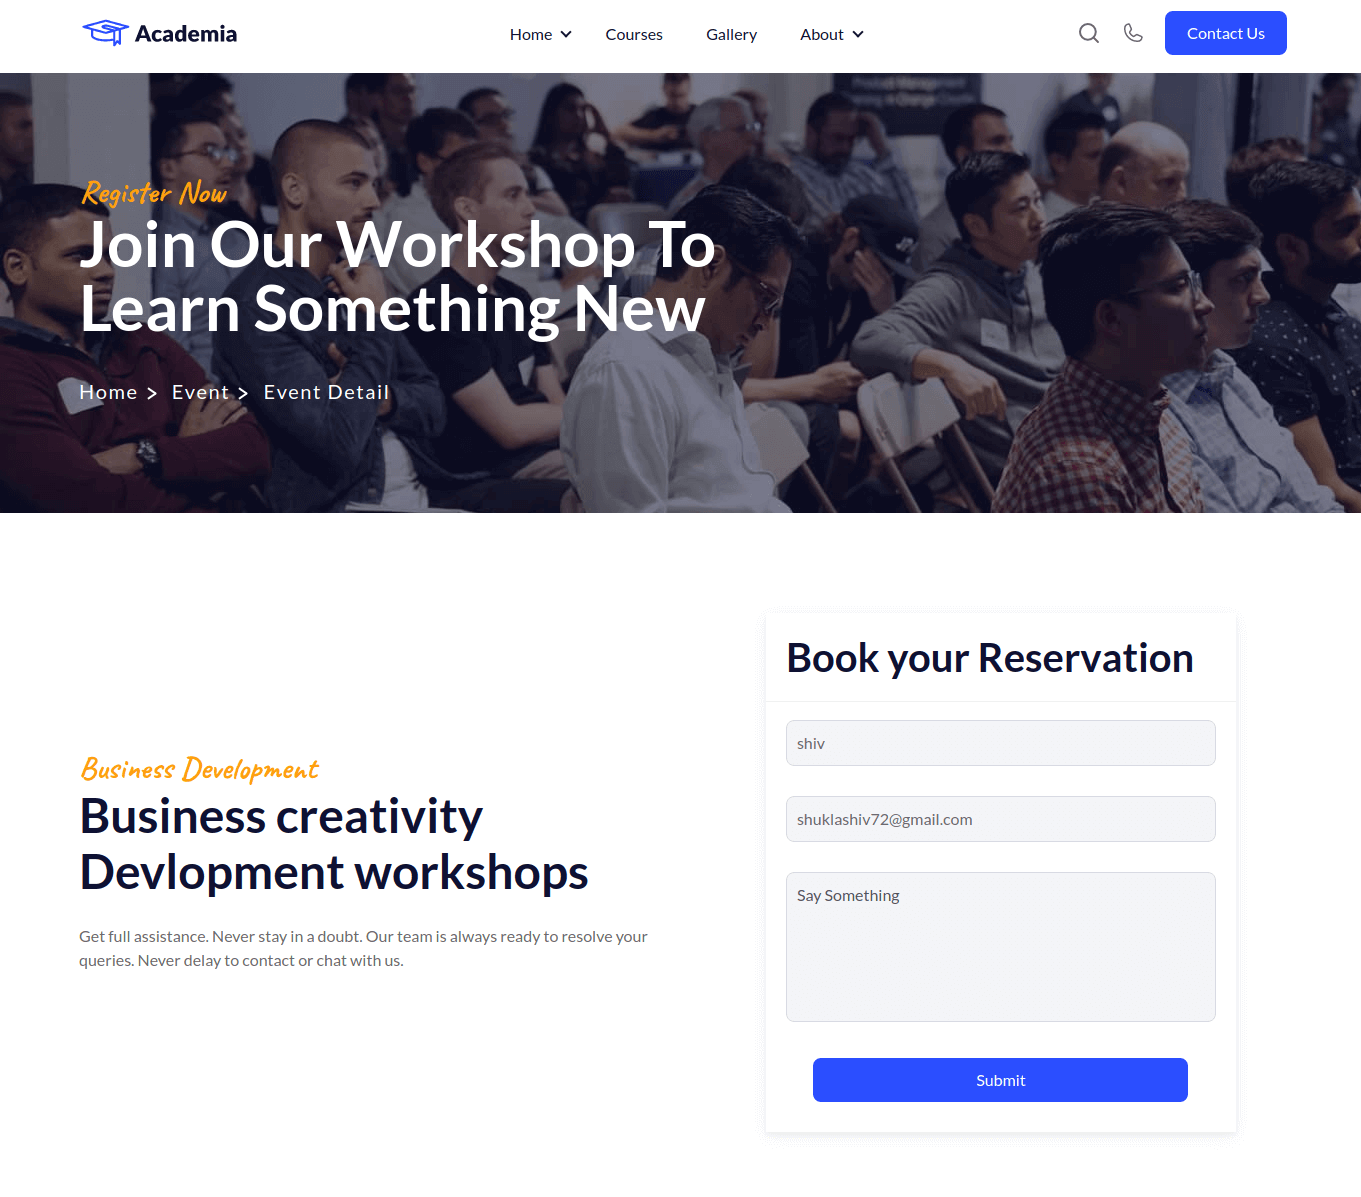 Academia
Home
Courses
Gallery
About
Contact Us
Register Now
Join Our Workshop To
Learn Something New
Home > Event > Event Detail
Business Development
Business creativity
Devlopment workshops
Get full assistance. Never stay in a doubt. Our team is always ready to resolve your
queries. Never delay to contact or chat with us.
Book your Reservation
shiv
shuklashiv72@gmail.com
Say Something
Submit